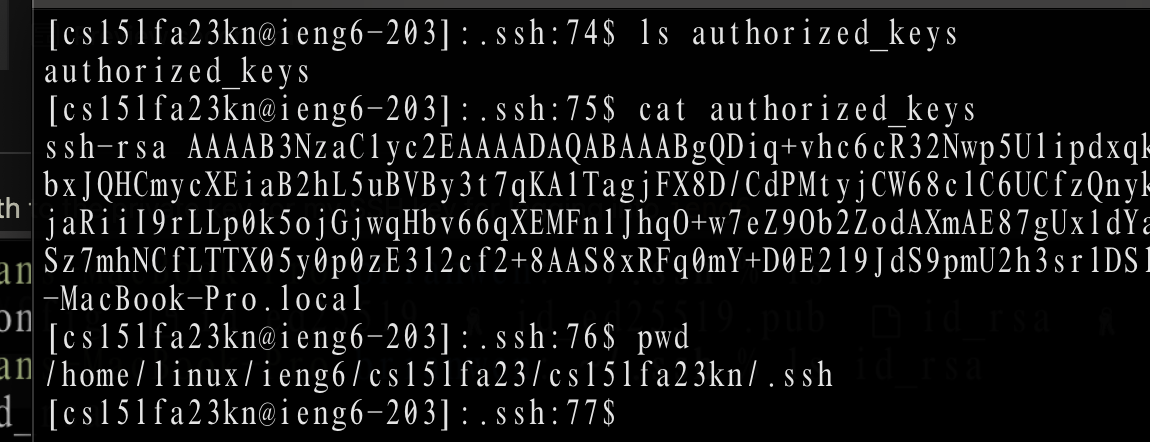 [cs15lfa23kn@ieng6-203]:.ssh:74$ ls authorized_keys
authorized_keys
[cs15lfa23kn@ieng6-203]:.ssh:75$ cat authorized_keys
ssh-rsa AAAAB3NzaC1yc2EAAAADAQABAAABgQDiq+vhc6cR32Nwp5Ulipdxqk
bxJQHCmycXEiaB2hL5uBVBy3t7qKA1TagjFX8D/CdPMtyjCW68c1C6UCfzQnyk
jaRiiI9rLLp0k5ojGjwqHbv66qXEMFnlJhqO+w7eZ9Ob2ZodAXmAE87gUx1dYa
Sz7mhNCfLTTX05y0p0zE312cf2+8AAS8xRFq0mY+D0E219JdS9pmU2h3sr1DS1
-MacBook-Pro.local
[cs15lfa23kn@ieng6-203]:.ssh:76$ pwd
/home/linux/ieng6/cs15lfa23/cs15lfa23kn/.ssh
[cs15lfa23kn@ieng6-203]:.ssh:77$